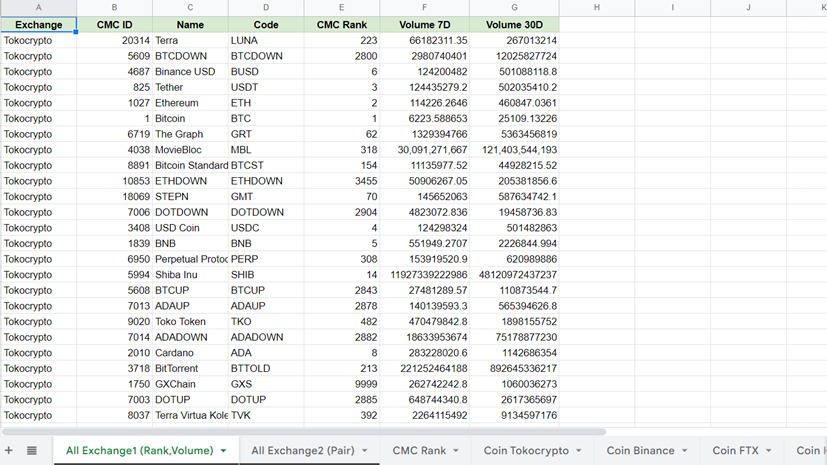 A B C D E F G H I J K
Exchange CMC ID Name Code CMC Rank Volume 7D Volume 30D
Tokocrypto 20314 Terra LUNA 223 66182311.35 267013214
Tokocrypto 5609 BTCDOWN BTCDOWN 2800 2980740401 12025827724
Tokocrypto 4687 Binance USD BUSD 6 124200482 501088118.8
Tokocrypto 825 Tether USDT 3 124435279.2 502035410.2
Tokocrypto 1027 Ethereum ETH 2 114226.2646 460847.0361
Tokocrypto 1 Bitcoin BTC 1 6223.588653 25109.13226
Tokocrypto 6719 The Graph GRT 62 1329394766 5363456819
Tokocrypto 4038 MovieBloc MBL 318 30,091,271,667 121,403,544,193
Tokocrypto 8891 Bitcoin Standard BTCST 154 11135977.52 44928215.52
Tokocrypto 10853 ETHDOWN ETHDOWN 3455 50906267.05 205381856.6
Tokocrypto 18069 STEPN GMT 70 145652063 587634742.1
Tokocrypto 7006 DOTDOWN DOTDOWN 2904 4823072.836 19458736.83
Tokocrypto 3408 USD Coin USDC 4 124298324 501482863
Tokocrypto 1839 BNB BNB 5 551949.2707 2226844.994
Tokocrypto 6950 Perpetual Protoc PERP 308 153919520.9 620989886
Tokocrypto 5994 Shiba Inu SHIB 14 11927339222986 48120972437237
Tokocrypto 5608 BTCUP BTCUP 2843 27481289.57 110873544.7
Tokocrypto 7013 ADAUP ADAUP 2878 140139593.3 565394626.8
Tokocrypto 9020 Toko Token TKO 482 470479842.8 1898155752
Tokocrypto 7014 ADADOWN ADADOWN 2882 18633953674 75178877230
Tokocrypto 2010 Cardano ADA 8 283228020.6 1142686354
Tokocrypto 3718 BitTorrent BTTOLD 213 221252464188 892645336217
Tokocrypto 1750 GXChain GXS 9999 262742242.8 1060036273
Tokocrypto 7003 DOTUP DOTUP 2885 648744340.8 2617365697
Tokocrypto 8037 Terra Virtua Kole TVK 392 2264115492 9134597176
+ All Exchange1 (Rank,Volume) All Exchange2 (Pair) CMC Rank Coin Tokocrypto Coin Binance Coin FTX Coin